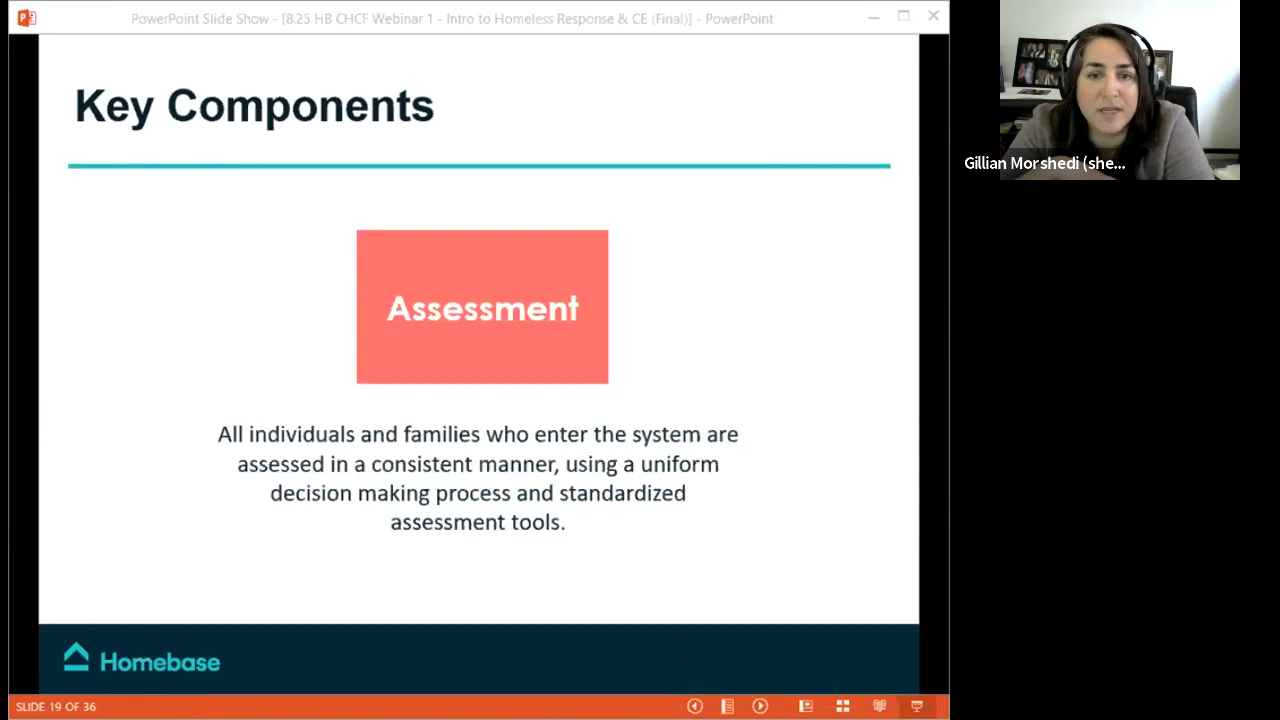 PowerPoint Slide Show - [8.25 HB CHCF Webinar 1 - Intro to Homeless Response & CE (Final)] - PowerPoint
Key Components
Gillian Morshedi (she...
Assessment
All individuals and families who enter the system are
assessed in a consistent manner, using a uniform
decision making process and standardized
assessment tools.
Homebase
SLIDE 19 OF 36